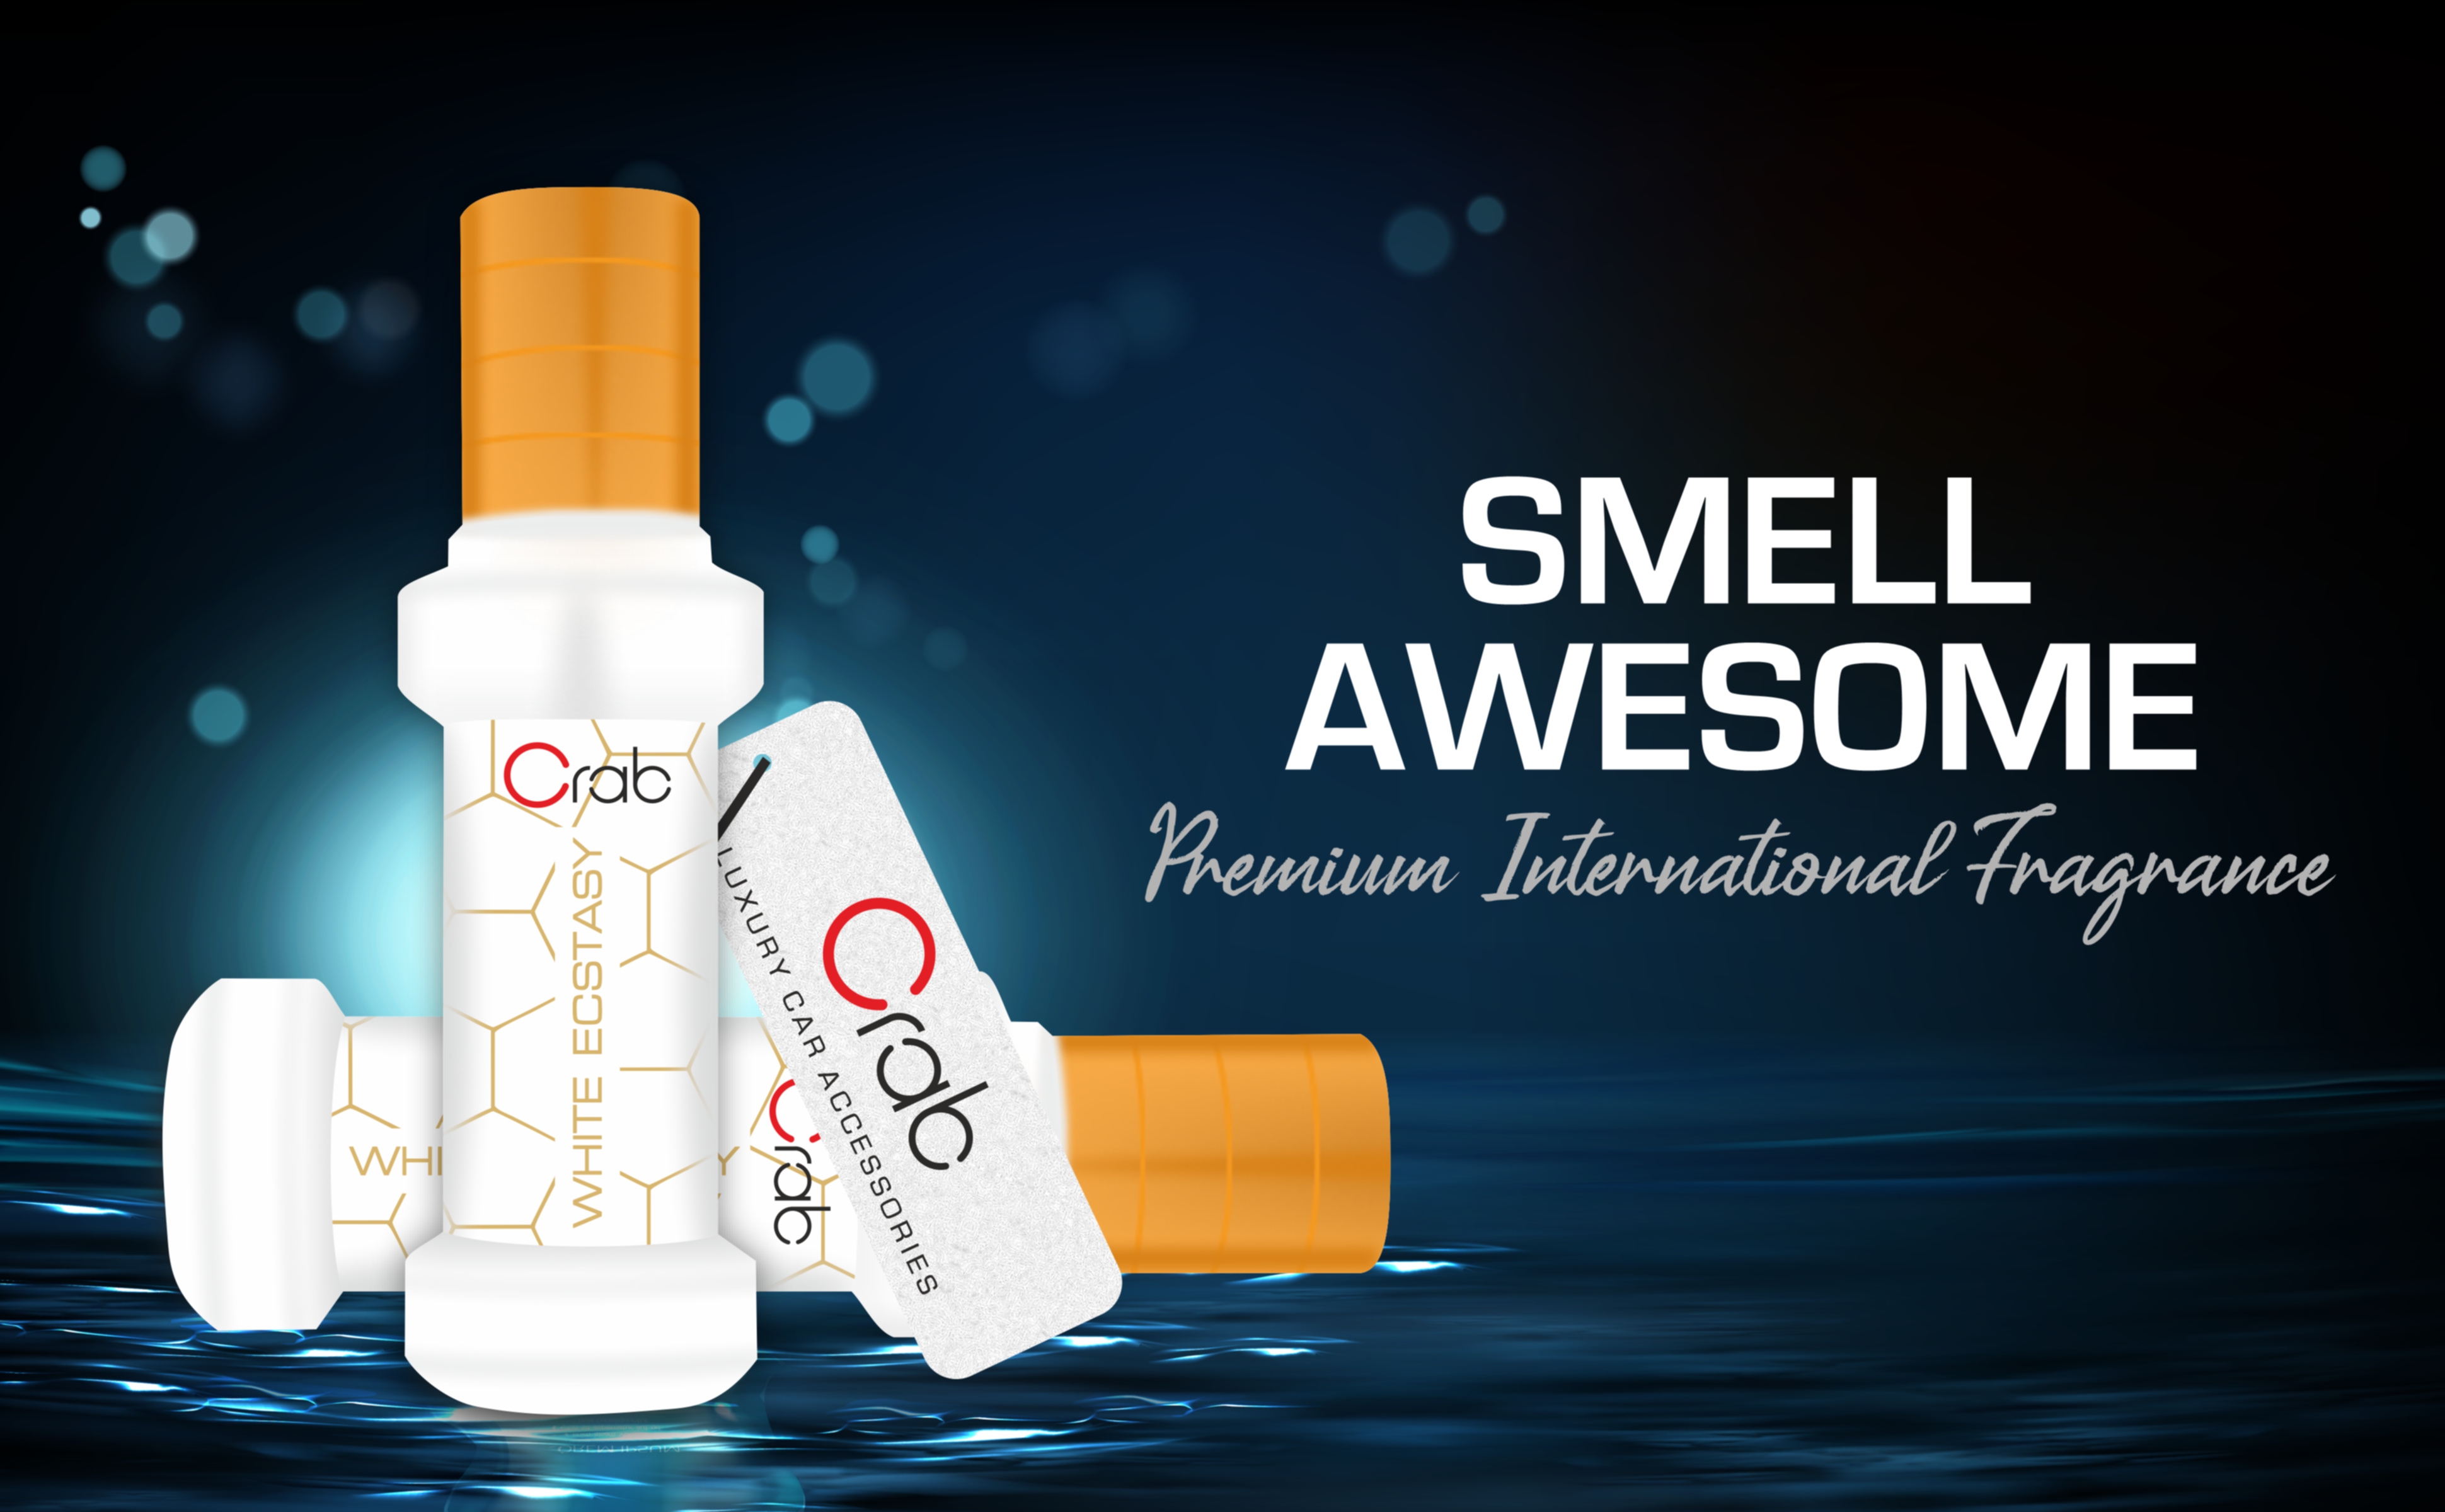 Crab
WHITE ECSTASY
LUXURY CAR ACCESSORIES
Crab
WHI
Y
Crab
SMELL
AWESOME
Premium International Fragrance